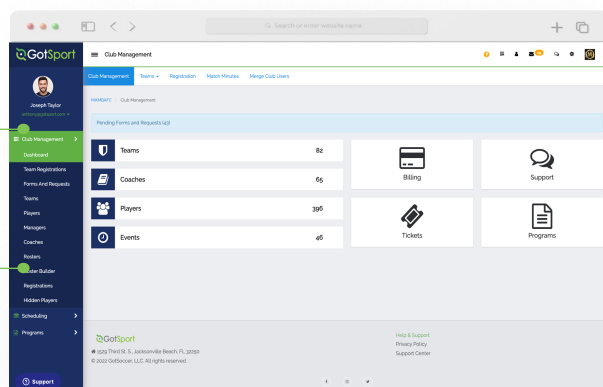 Search or enter website name
GotSport
Club Management
Joseph Taylor
Club Management
Teams
Registration
Match Minutes
Merge Club Users
Club Management
Pending Forms and Requests (43)
Club Management
Dashboard
Team Registrations
Forms And Requests
Teams
Players
Managers
Coaches
Rosters
Roster Builder
Registrations
Hidden Players
Scheduling
Programs
Support
Teams 82
Coaches 65
Players 396
Events 46
Billing
Support
Tickets
Programs
GotSport
1529 Third St. S., Jacksonville Beach, FL 32250
© 2022 GotSoccer, LLC. All rights reserved.
Help & Support
Privacy Policy
Support Center